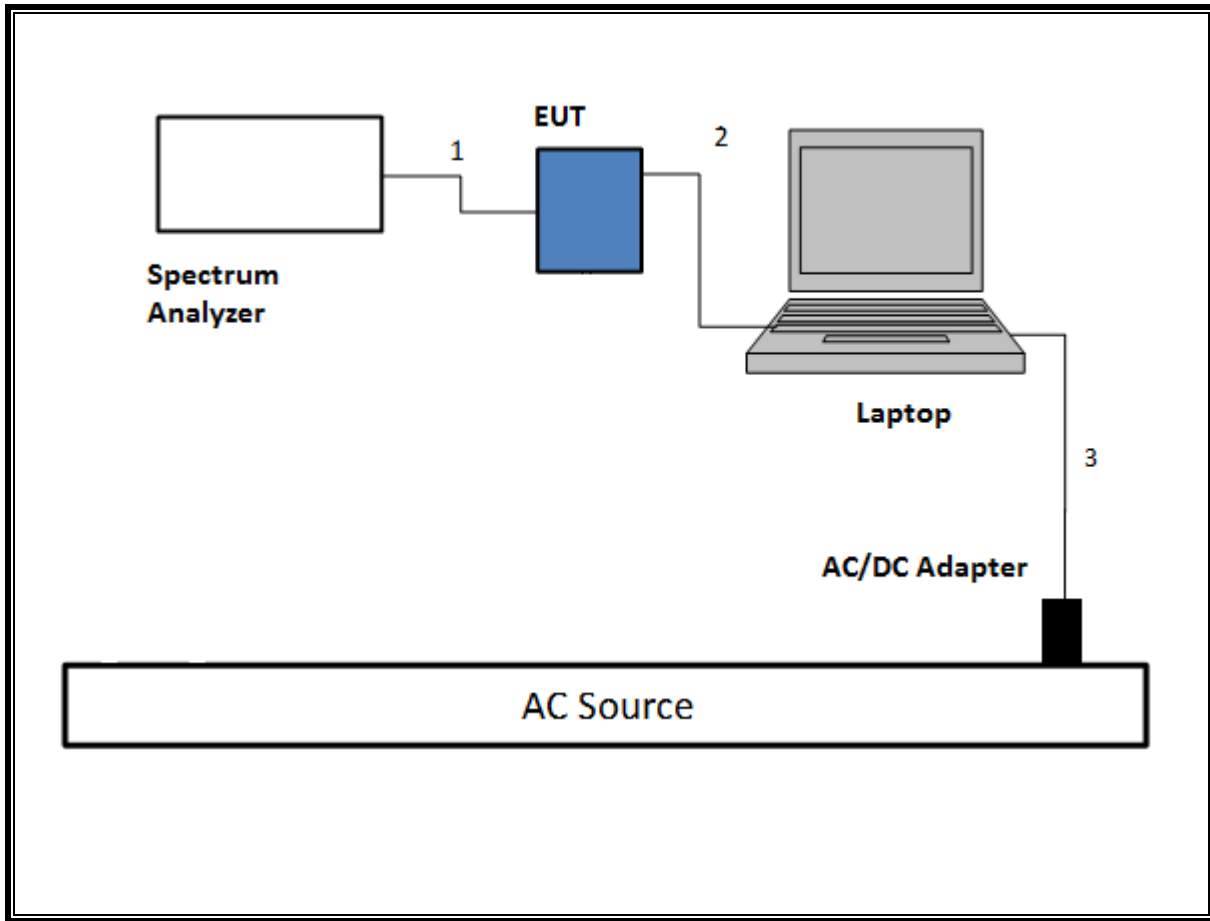 EUT
1
2
Spectrum
Analyzer
Laptop
3
AC/DC Adapter
AC Source